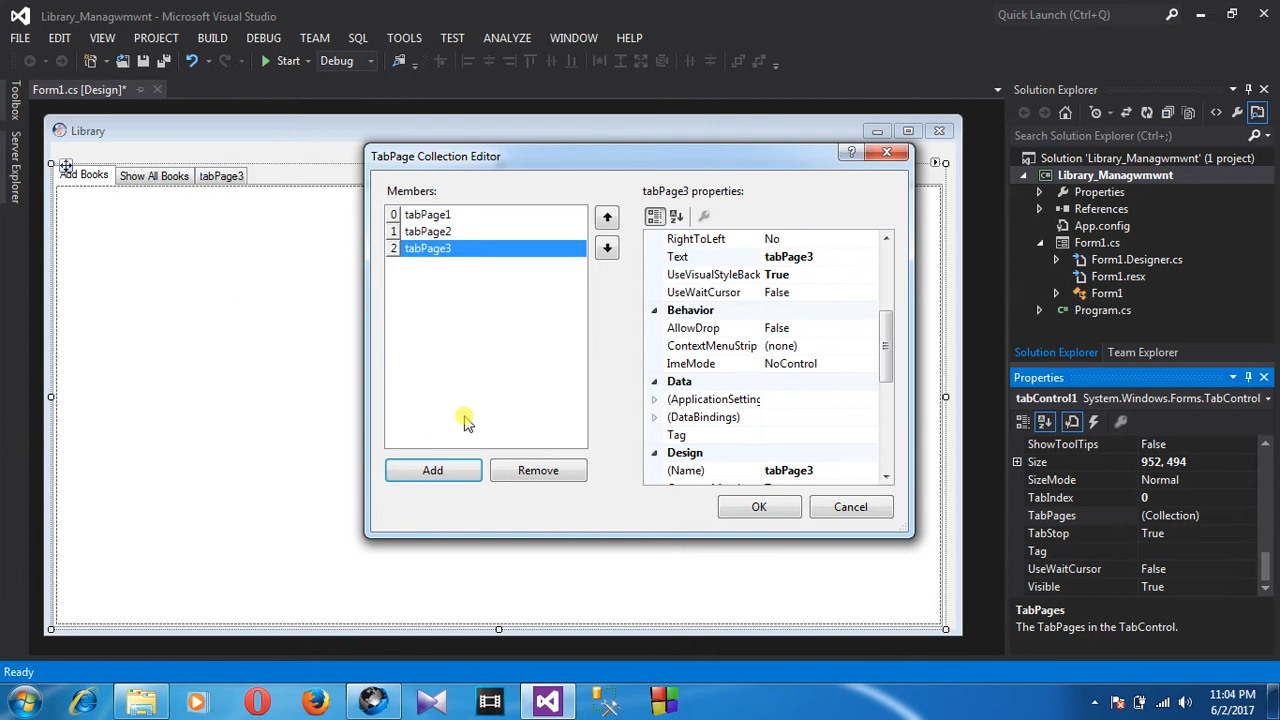 Library_Managwmwnt - Microsoft Visual Studio
Quick Launch (Ctrl+Q)
FILE EDIT VIEW PROJECT BUILD DEBUG TEAM SQL TOOLS TEST ANALYZE WINDOW HELP
Start Debug
Toolbox
Server Explorer
Form1.cs [Design]*
Library
Add Books Show All Books tabPage3
TabPage Collection Editor
Members:
0 tabPage1
1 tabPage2
2 tabPage3
Add Remove
tabPage3 properties:
RightToLeft No
Text tabPage3
UseVisualStyleBack True
UseWaitCursor False
Behavior
AllowDrop False
ContextMenuStrip (none)
ImeMode NoControl
Data
(ApplicationSetting
(DataBindings)
Tag
Design
(Name) tabPage3
OK Cancel
Solution Explorer
Search Solution Explorer (Ctrl+;)
Solution 'Library_Managwmwnt' (1 project)
Library_Managwmwnt
Properties
References
App.config
Form1.cs
Form1.Designer.cs
Form1.resx
Form1
Program.cs
Solution Explorer Team Explorer
Properties
tabControl1 System.Windows.Forms.TabControl
ShowToolTips False
Size 952, 494
SizeMode Normal
TabIndex 0
TabPages (Collection)
TabStop True
Tag
UseWaitCursor False
Visible True
TabPages
The TabPages in the TabControl.
Ready
11:04 PM
6/2/2017